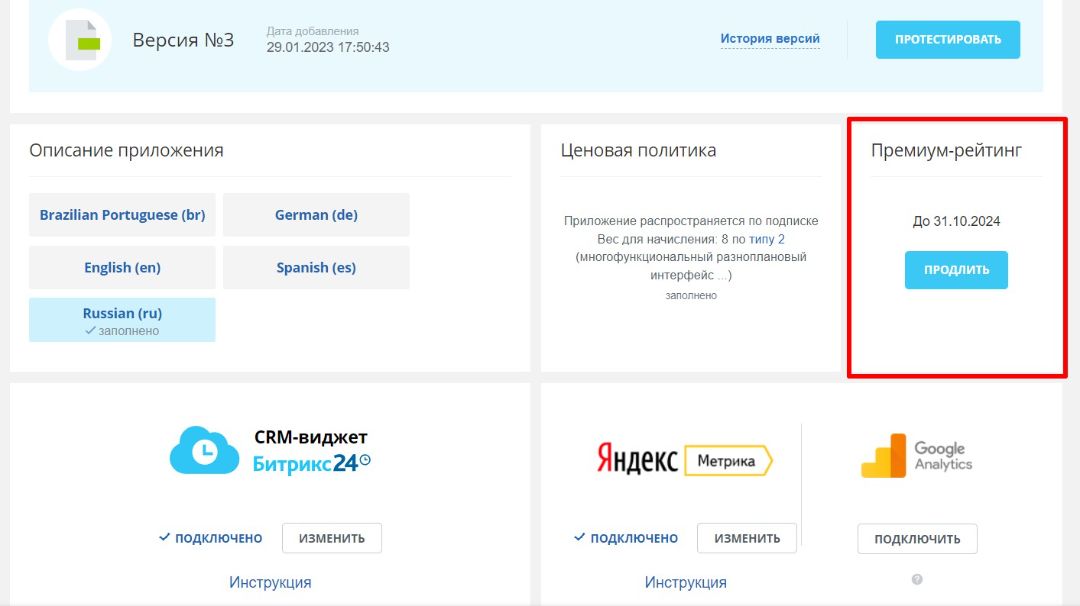 Версия №3
Дата добавления
29.01.2023 17:50:43
История версий
ПРОТЕСТИРОВАТЬ
Описание приложения
Brazilian Portuguese (br)
German (de)
English (en)
Spanish (es)
Russian (ru)
заполнено
Ценовая политика
Приложение распространяется по подписке
Вес для начисления: 8 по типу 2
(многофункциональный разноплановый
интерфейс ...)
заполнено
Премиум-рейтинг
До 31.10.2024
ПРОДЛИТЬ
CRM-виджет
Битрикс24
ПОДКЛЮЧЕНО
ИЗМЕНИТЬ
Инструкция
Яндекс Метрика
ПОДКЛЮЧЕНО
ИЗМЕНИТЬ
Инструкция
Google
Analytics
ПОДКЛЮЧИТЬ
?